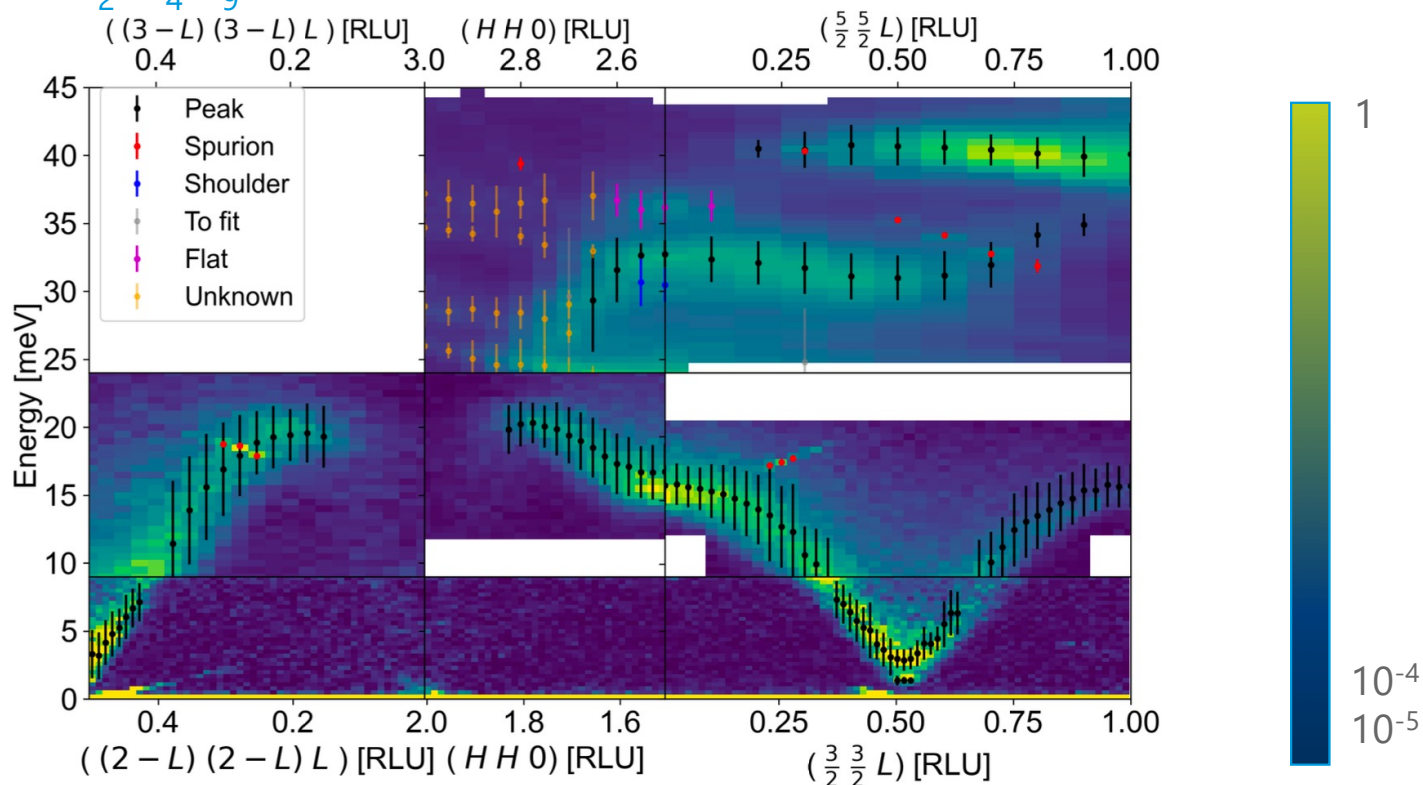 2 4 9
( (3 − L) (3 − L) L ) [RLU] ( H H 0) [RLU] ( 5/2 5/2 L) [RLU]
0.4 0.2 3.0 2.8 2.6 0.25 0.50 0.75 1.00
45
40
35
30
25
20
15
10
5
0
Energy [meV]
Peak
Spurion
Shoulder
To fit
Flat
Unknown
0.4 0.2 2.0 1.8 1.6 0.25 0.50 0.75 1.00
( (2 − L) (2 − L) L ) [RLU] ( H H 0) [RLU] ( 3/2 3/2 L) [RLU]
1
10⁻⁴
10⁻⁵